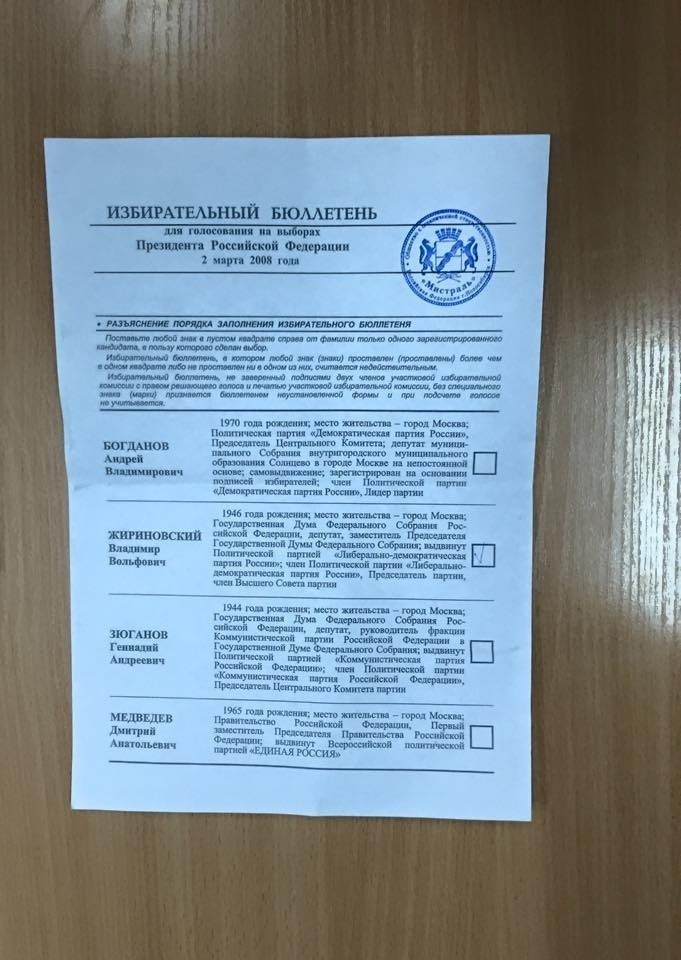 ИЗБИРАТЕЛЬНЫЙ БЮЛЛЕТЕНЬ
для голосования на выборах
Президента Российской Федерации
2 марта 2008 года
«Мистраль»
• РАЗЪЯСНЕНИЕ ПОРЯДКА ЗАПОЛНЕНИЯ ИЗБИРАТЕЛЬНОГО БЮЛЛЕТЕНЯ
Поставьте любой знак в пустом квадрате справа от фамилии только одного зарегистрированного
кандидата, в пользу которого сделан выбор.
Избирательный бюллетень, в котором любой знак (знаки) проставлен (проставлены) более чем
в одном квадрате либо не проставлен ни в одном из них, считается недействительным.
Избирательный бюллетень, не заверенный подписями двух членов участковой избирательной
комиссии с правом решающего голоса и печатью участковой избирательной комиссии, без специального
знака (марки) признается бюллетенем неустановленной формы и при подсчете голосов
не учитывается.
БОГДАНОВ
Андрей
Владимирович
1970 года рождения; место жительства – город Москва;
Политическая партия «Демократическая партия России»,
Председатель Центрального Комитета; депутат муници-
пального Собрания внутригородского муниципального
образования Солнцево в городе Москве на непостоянной
основе; самовыдвижение; зарегистрирован на основании
подписей избирателей; член Политической партии
«Демократическая партия России», Лидер партии
ЖИРИНОВСКИЙ
Владимир
Вольфович
1946 года рождения; место жительства – город Москва;
Государственная Дума Федерального Собрания Рос-
сийской Федерации, депутат, заместитель Председателя
Государственной Думы Федерального Собрания; выдвинут
Политической партией «Либерально-демократическая
партия России»; член Политической партии «Либерально-
демократическая партия России», Председатель партии,
член Высшего Совета партии
ЗЮГАНОВ
Геннадий
Андреевич
1944 года рождения; место жительства – город Москва;
Государственная Дума Федерального Собрания Рос-
сийской Федерации, депутат, руководитель фракции
Коммунистической партии Российской Федерации в
Государственной Думе Федерального Собрания; выдвинут
Политической партией «Коммунистическая партия
Российской Федерации»; член Политической партии
«Коммунистическая партия Российской Федерации»,
Председатель Центрального Комитета партии
МЕДВЕДЕВ
Дмитрий
Анатольевич
1965 года рождения; место жительства – город Москва;
Правительство Российской Федерации, Первый
заместитель Председателя Правительства Российской
Федерации; выдвинут Всероссийской политической
партией «ЕДИНАЯ РОССИЯ»